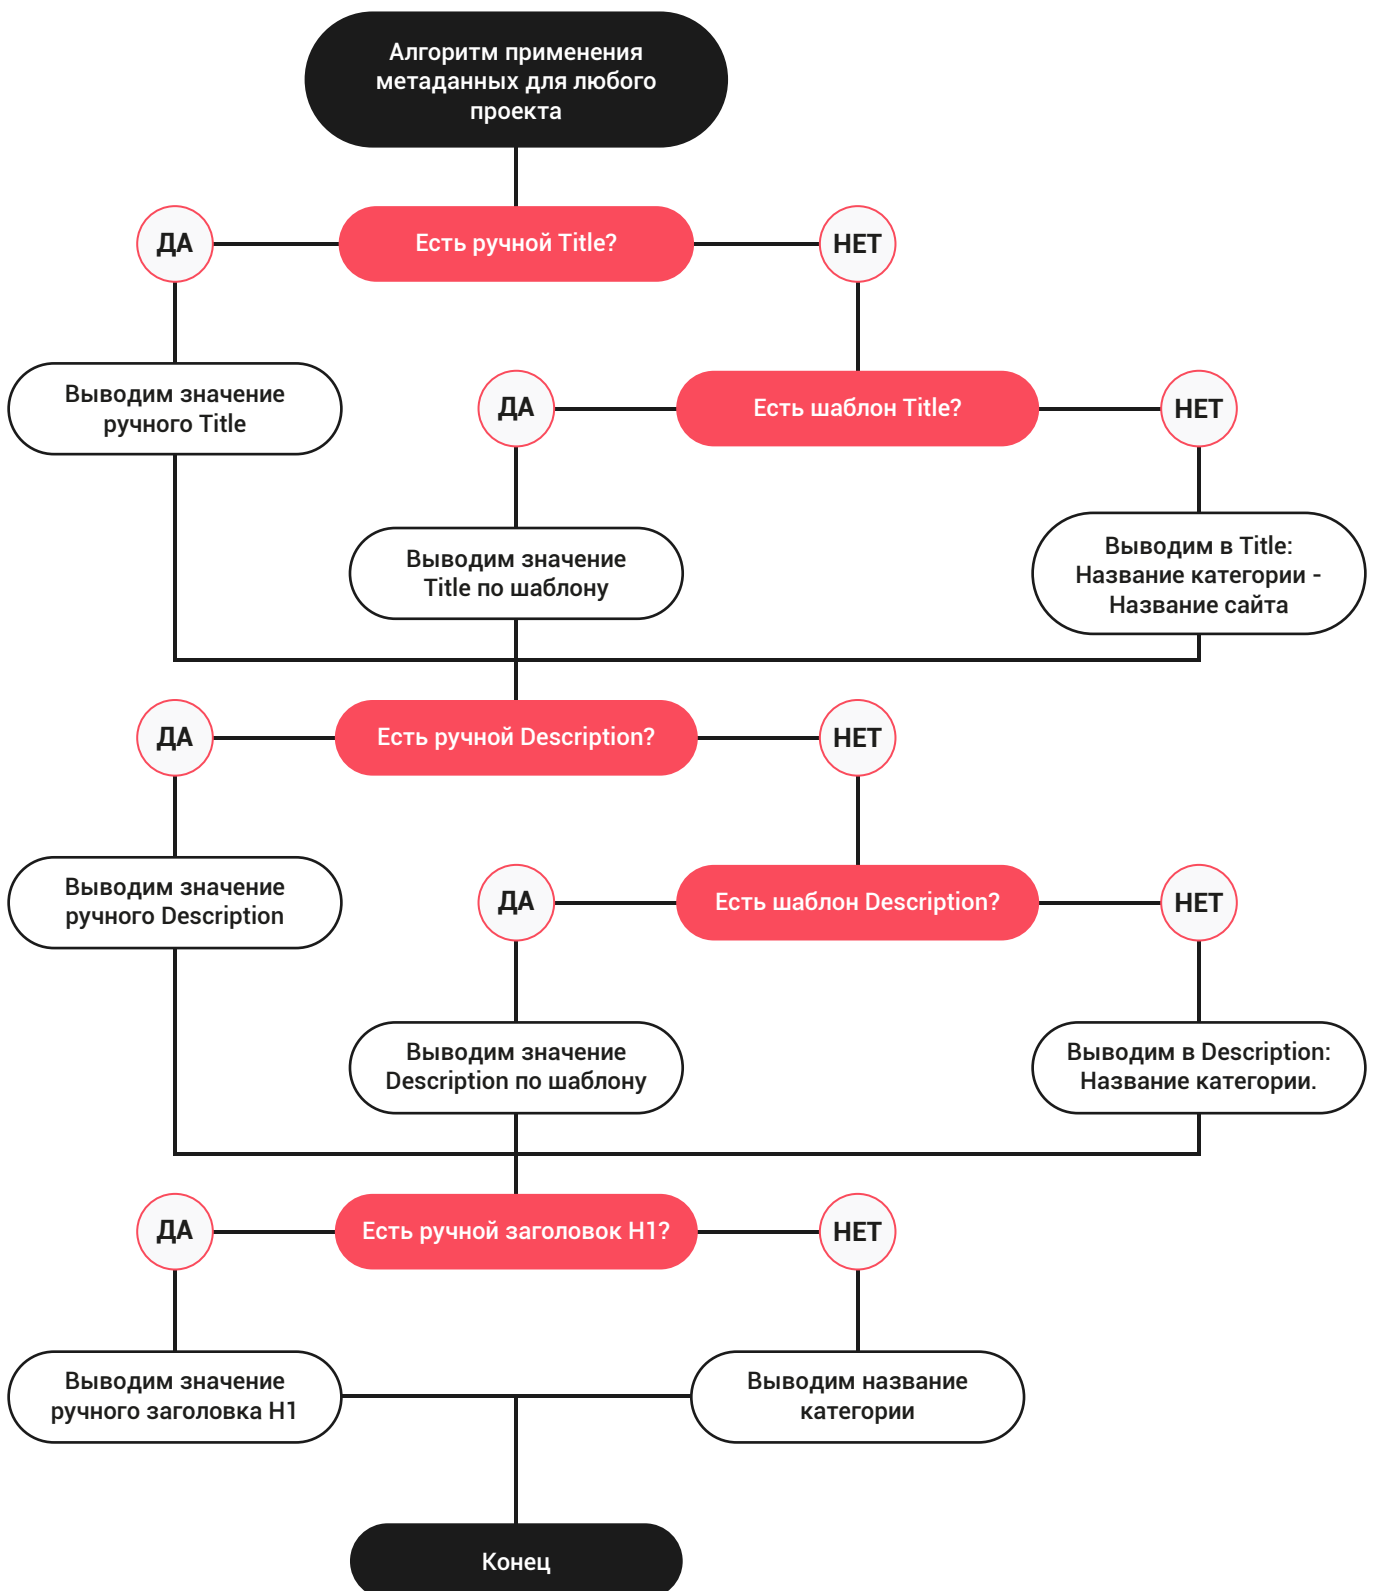 Алгоритм применения
метаданных для любого
проекта
ДА
Есть ручной Title?
НЕТ
Выводим значение
ручного Title
ДА
Есть шаблон Title?
НЕТ
Выводим значение
Title по шаблону
Выводим в Title:
Название категории -
Название сайта
ДА
Есть ручной Description?
НЕТ
Выводим значение
ручного Description
ДА
Есть шаблон Description?
НЕТ
Выводим значение
Description по шаблону
Выводим в Description:
Название категории.
ДА
Есть ручной заголовок H1?
НЕТ
Выводим значение
ручного заголовка H1
Выводим название
категории
Конец